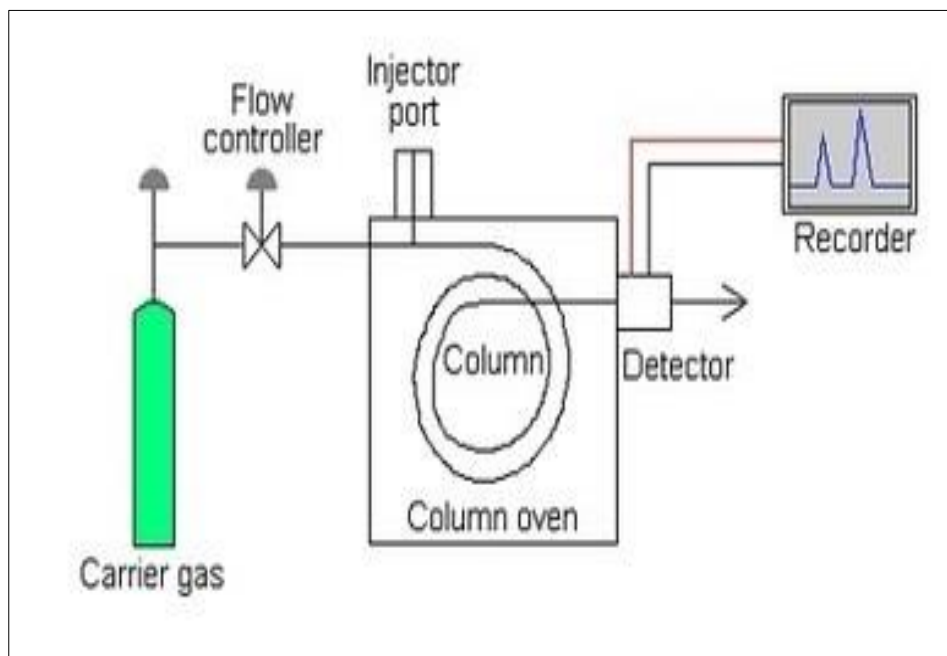 Injector
port
Flow
controller
Recorder
Column
Detector
Column oven
Carrier gas